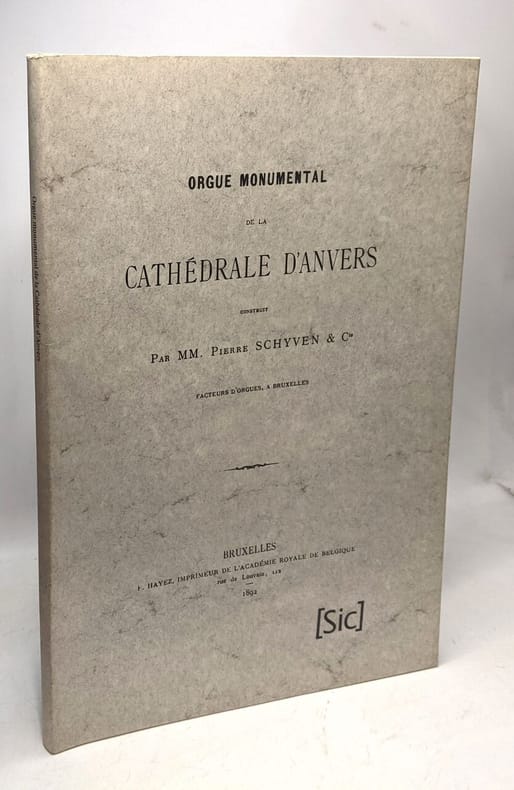 ORGUE MONUMENTAL
DE LA
CATHÉDRALE D'ANVERS
CONSTRUIT
PAR MM. PIERRE SCHYVEN & Cie
FACTEURS D'ORGUES, A BRUXELLES
BRUXELLES
F. HAYEZ, IMPRIMEUR DE L'ACADÉMIE ROYALE DE BELGIQUE
rue de Louvain, 112
1892
[Sic]
Orgue monumental de la Cathédrale d'Anvers